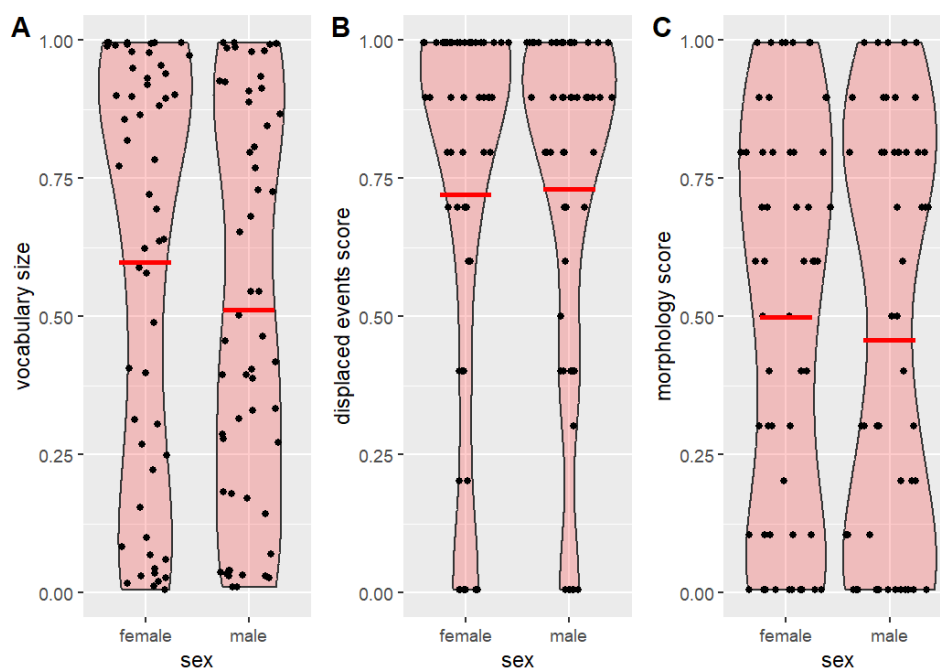 A
vocabulary size
1.00
0.75
0.50
0.25
0.00
female
male
sex
B
displaced events score
1.00
0.75
0.50
0.25
0.00
female
male
sex
C
morphology score
1.00
0.75
0.50
0.25
0.00
female
male
sex